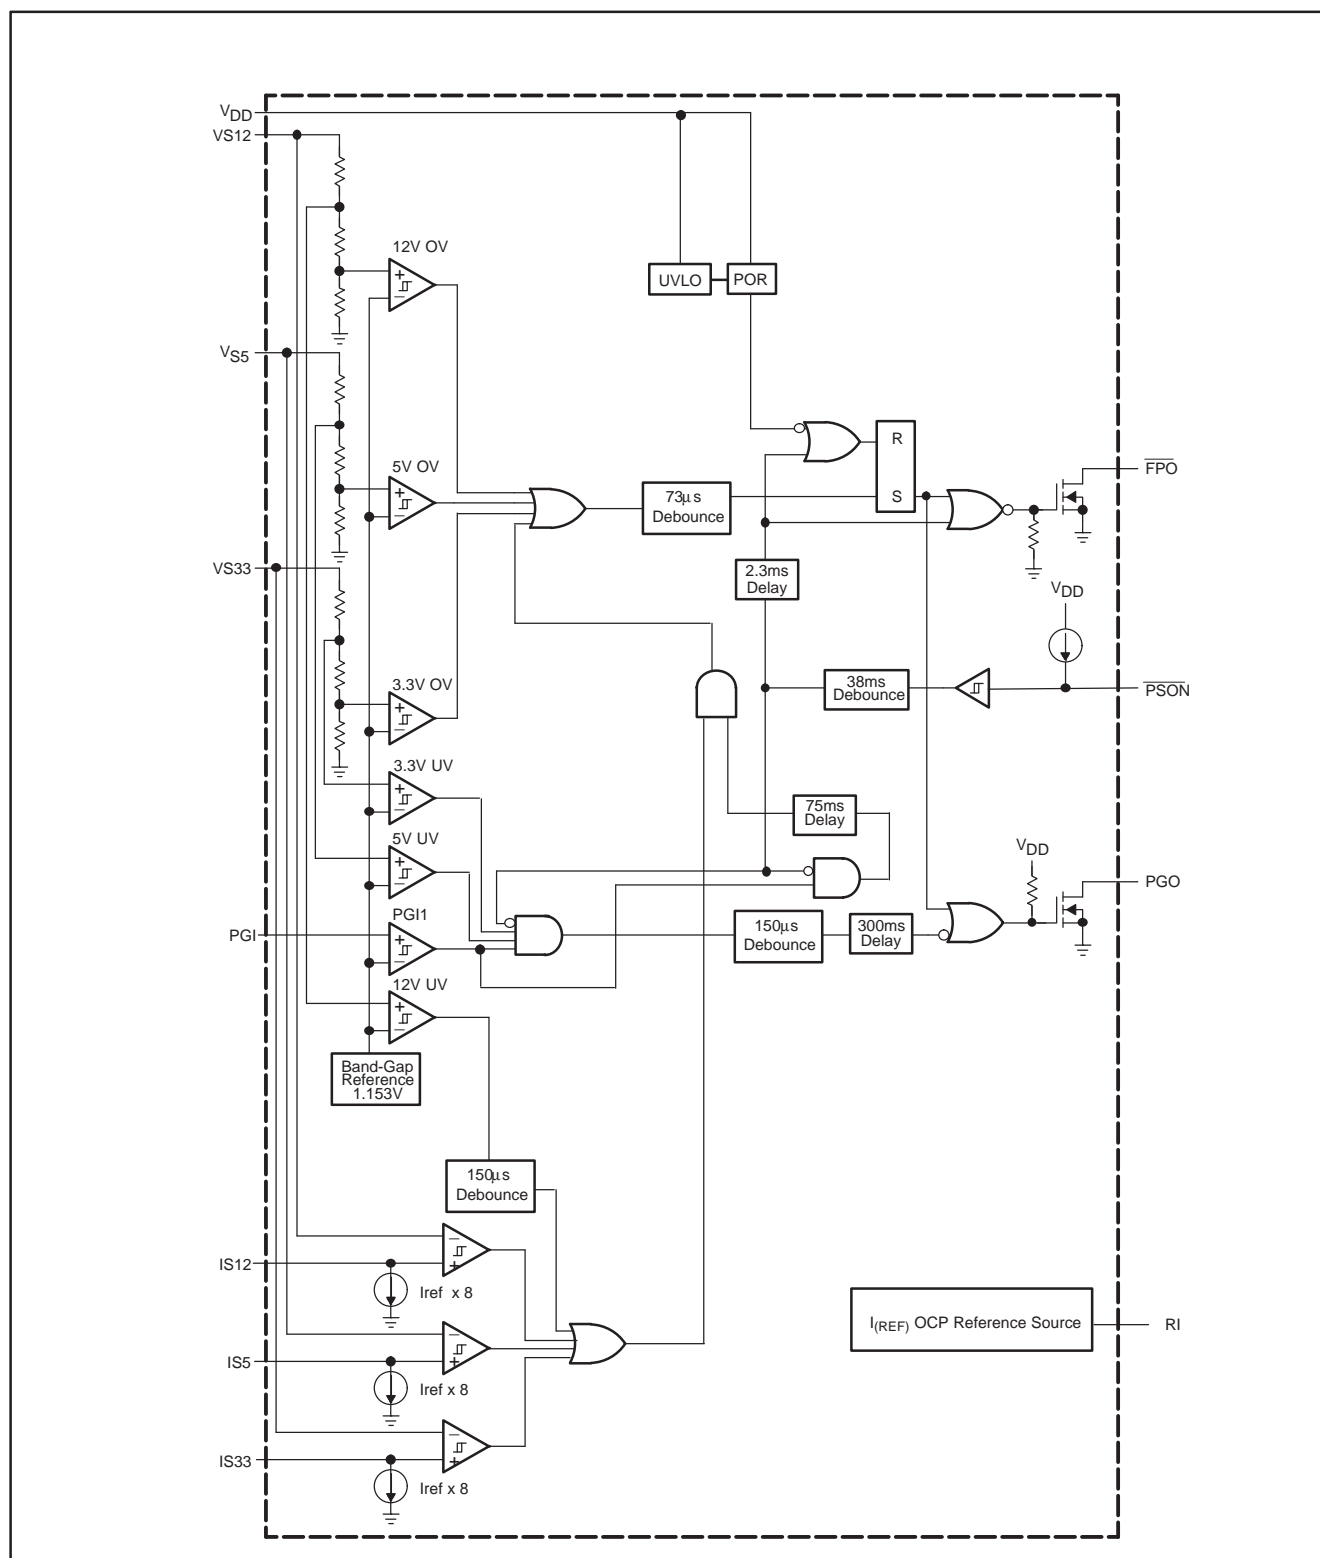 VDD
VS12
12V OV
+
−
UVLO
POR
VS5
5V OV
+
−
R
S
FPO
73μs
Debounce
2.3ms
Delay
VS33
VDD
3.3V OV
+
−
38ms
Debounce
PSON
3.3V UV
+
−
75ms
Delay
5V UV
+
−
VDD
PGO
PGI1
PGI
+
−
150μs
Debounce
300ms
Delay
12V UV
+
−
Band-Gap
Reference
1.153V
150μs
Debounce
−
+
IS12
Iref x 8
I(REF) OCP Reference Source
RI
−
+
IS5
Iref x 8
−
+
IS33
Iref x 8